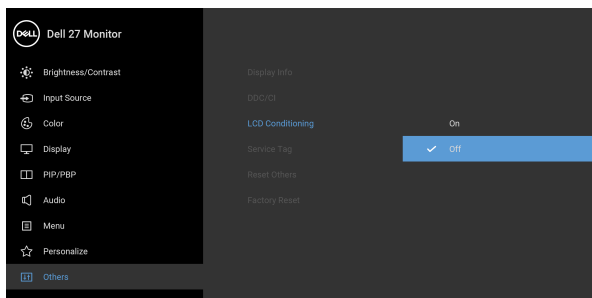 DELL
Dell 27 Monitor
Brightness/Contrast
Input Source
Color
Display
PIP/PBP
Audio
Menu
Personalize
Others
Display Info
DDC/CI
LCD Conditioning
Service Tag
Reset Others
Factory Reset
On
Off